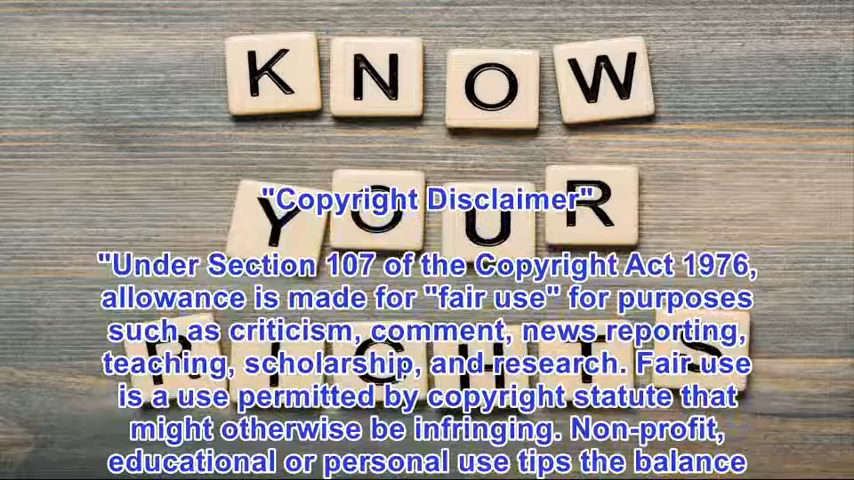 KNOW
YOUR
RIGHTS
"Copyright Disclaimer"
"Under Section 107 of the Copyright Act 1976,
allowance is made for "fair use" for purposes
such as criticism, comment, news reporting,
teaching, scholarship, and research. Fair use
is a use permitted by copyright statute that
might otherwise be infringing. Non-profit,
educational or personal use tips the balance